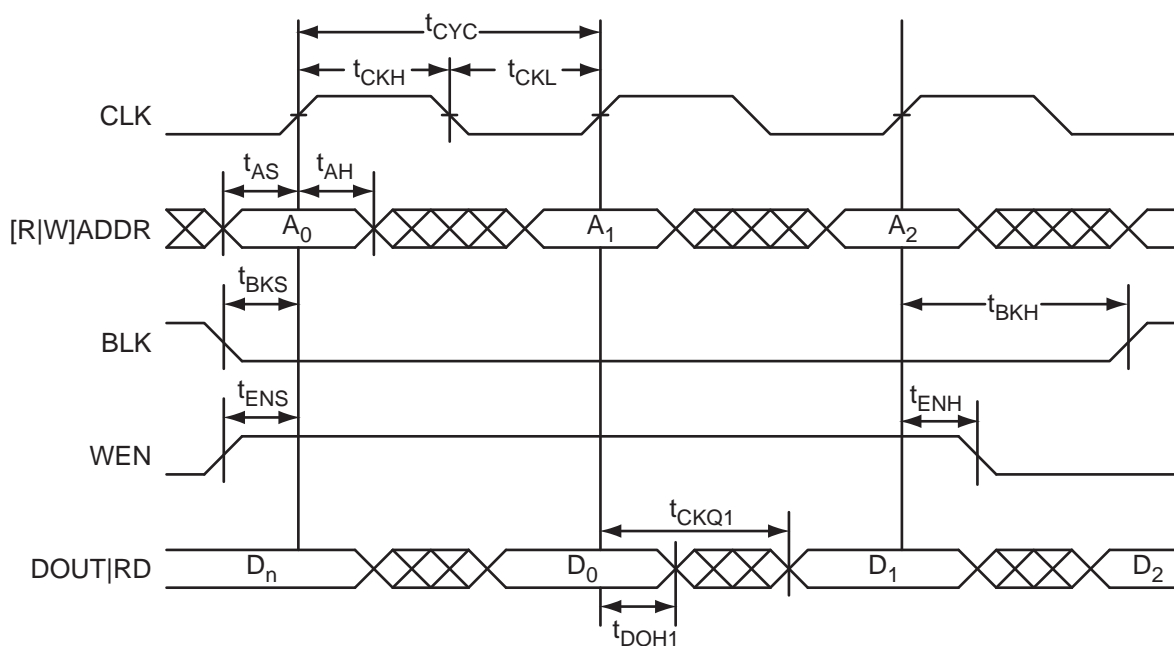 tCYC
tCKH tCKL
CLK
tAS tAH
[R|W]ADDR A0 A1 A2
tBKS tBKH
BLK
tENS tENH
WEN
tCKQ1
DOUT|RD Dn D0 D1 D2
tDOH1